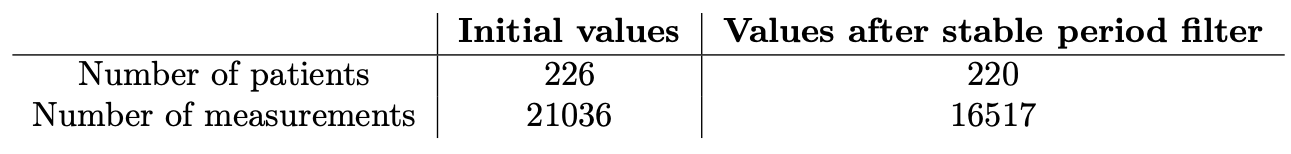 Initial values Values after stable period filter
Number of patients 226 220
Number of measurements 21036 16517